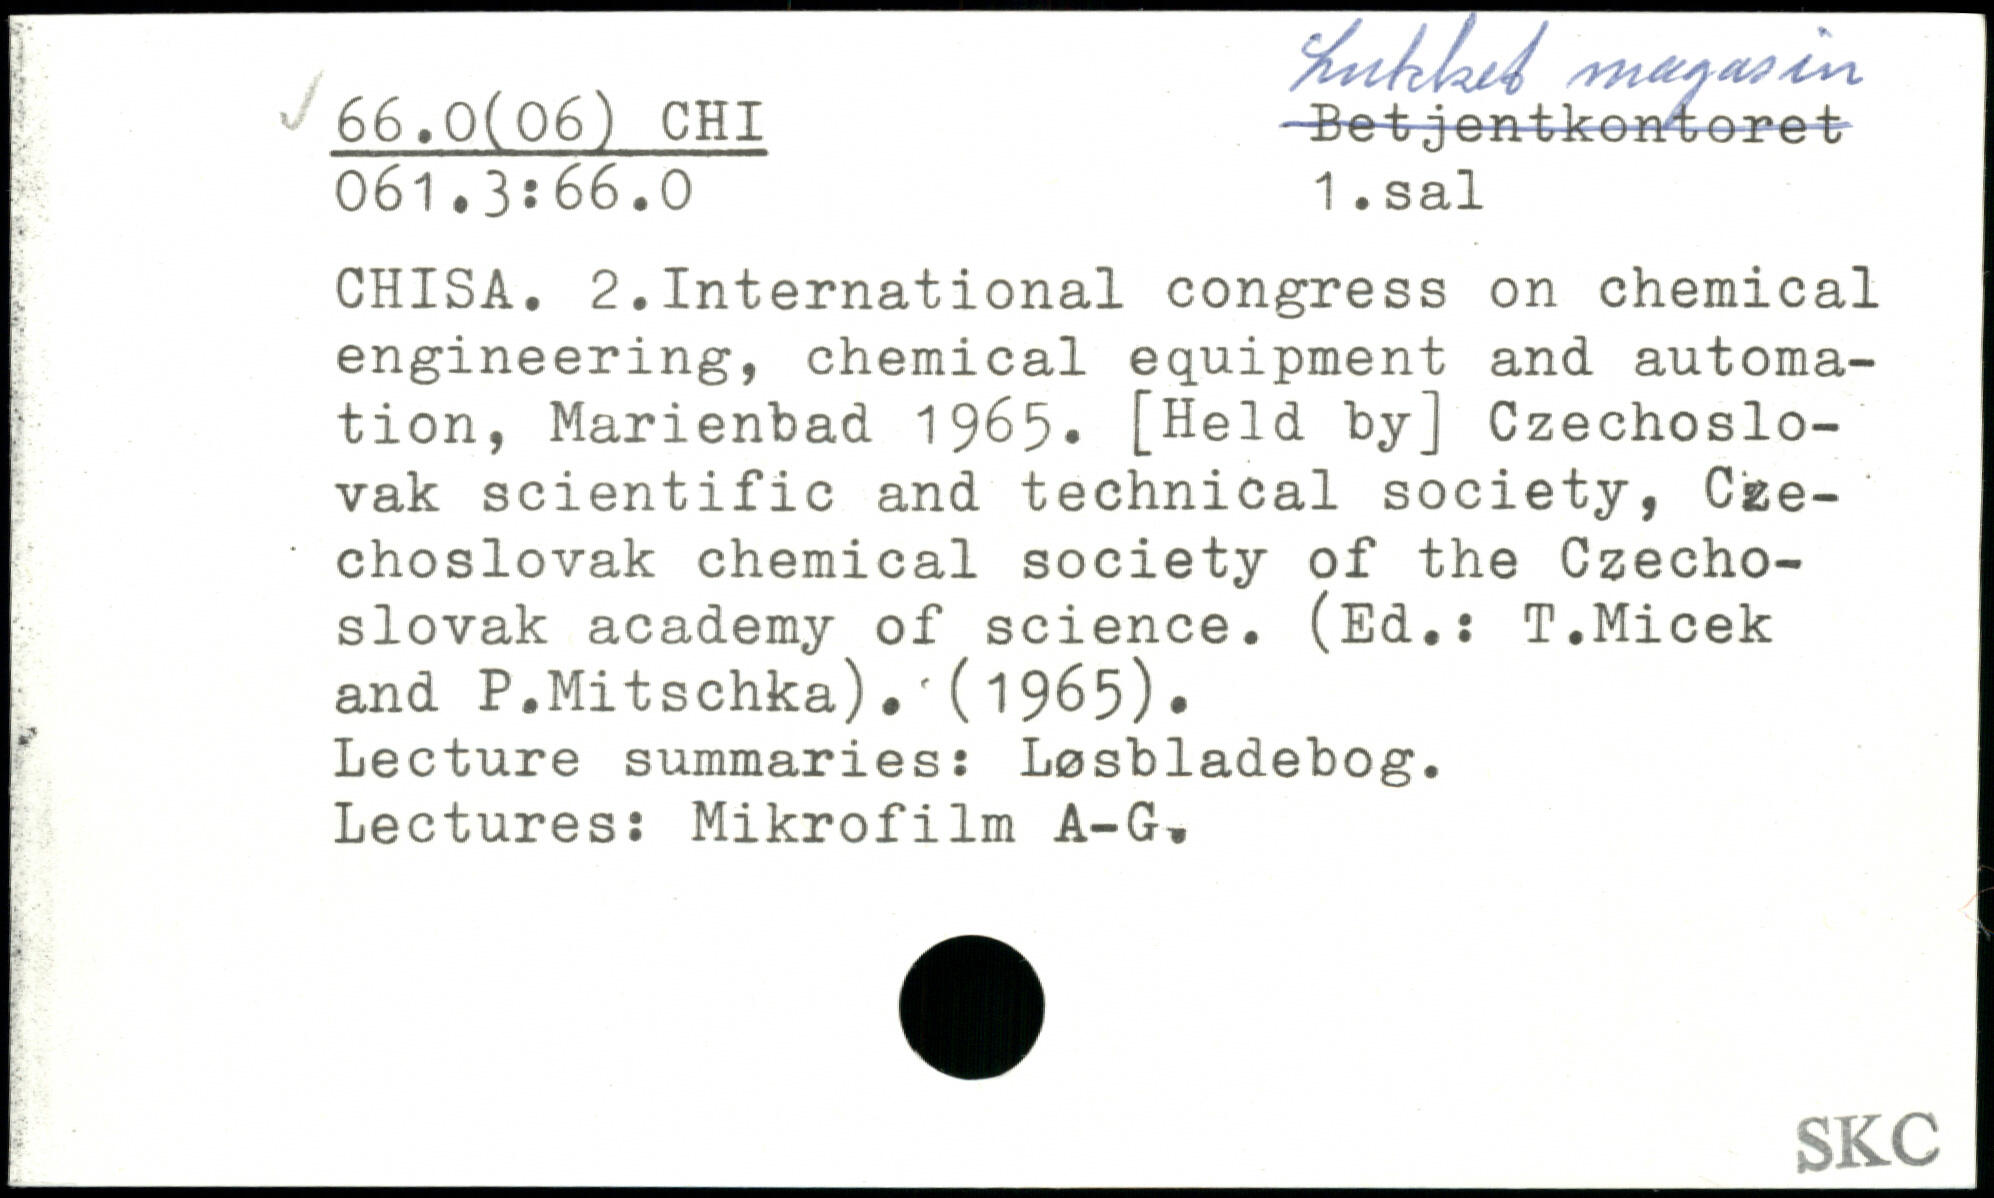 Lukket magasin
66.0(06) CHI
Betjentkontoret
061.3:66.0
1.sal
CHISA. 2.International congress on chemical
engineering, chemical equipment and automa-
tion, Marienbad 1965. [Held by] Czechoslo-
vak scientific and technical society, Cze-
choslovak chemical society of the Czecho-
slovak academy of science. (Ed.: T.Micek
and P.Mitschka). (1965).
Lecture summaries: Løsbladebog.
Lectures: Mikrofilm A-G.
SKC